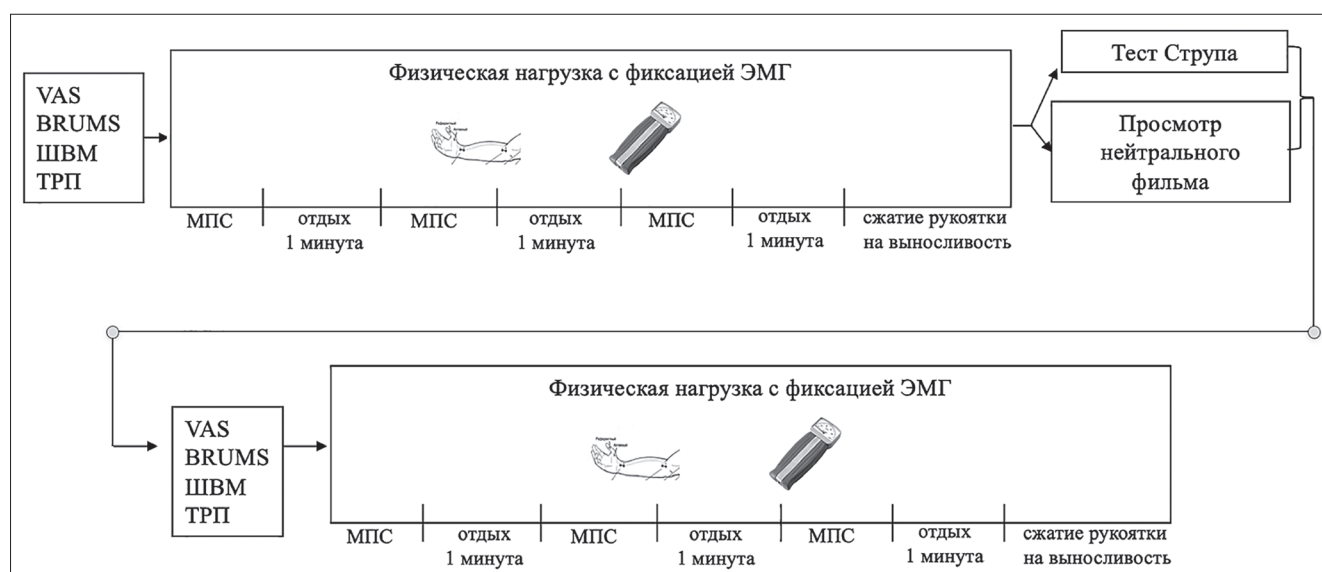 VAS
BRUMS
ШВМ
ТРП
Физическая нагрузка с фиксацией ЭМГ
МПС
отдых
1 минута
МПС
отдых
1 минута
МПС
отдых
1 минута
сжатие рукоятки
на выносливость
Тест Струпа
Просмотр
нейтрального
фильма
VAS
BRUMS
ШВМ
ТРП
Физическая нагрузка с фиксацией ЭМГ
МПС
отдых
1 минута
МПС
отдых
1 минута
МПС
отдых
1 минута
сжатие рукоятки
на выносливость